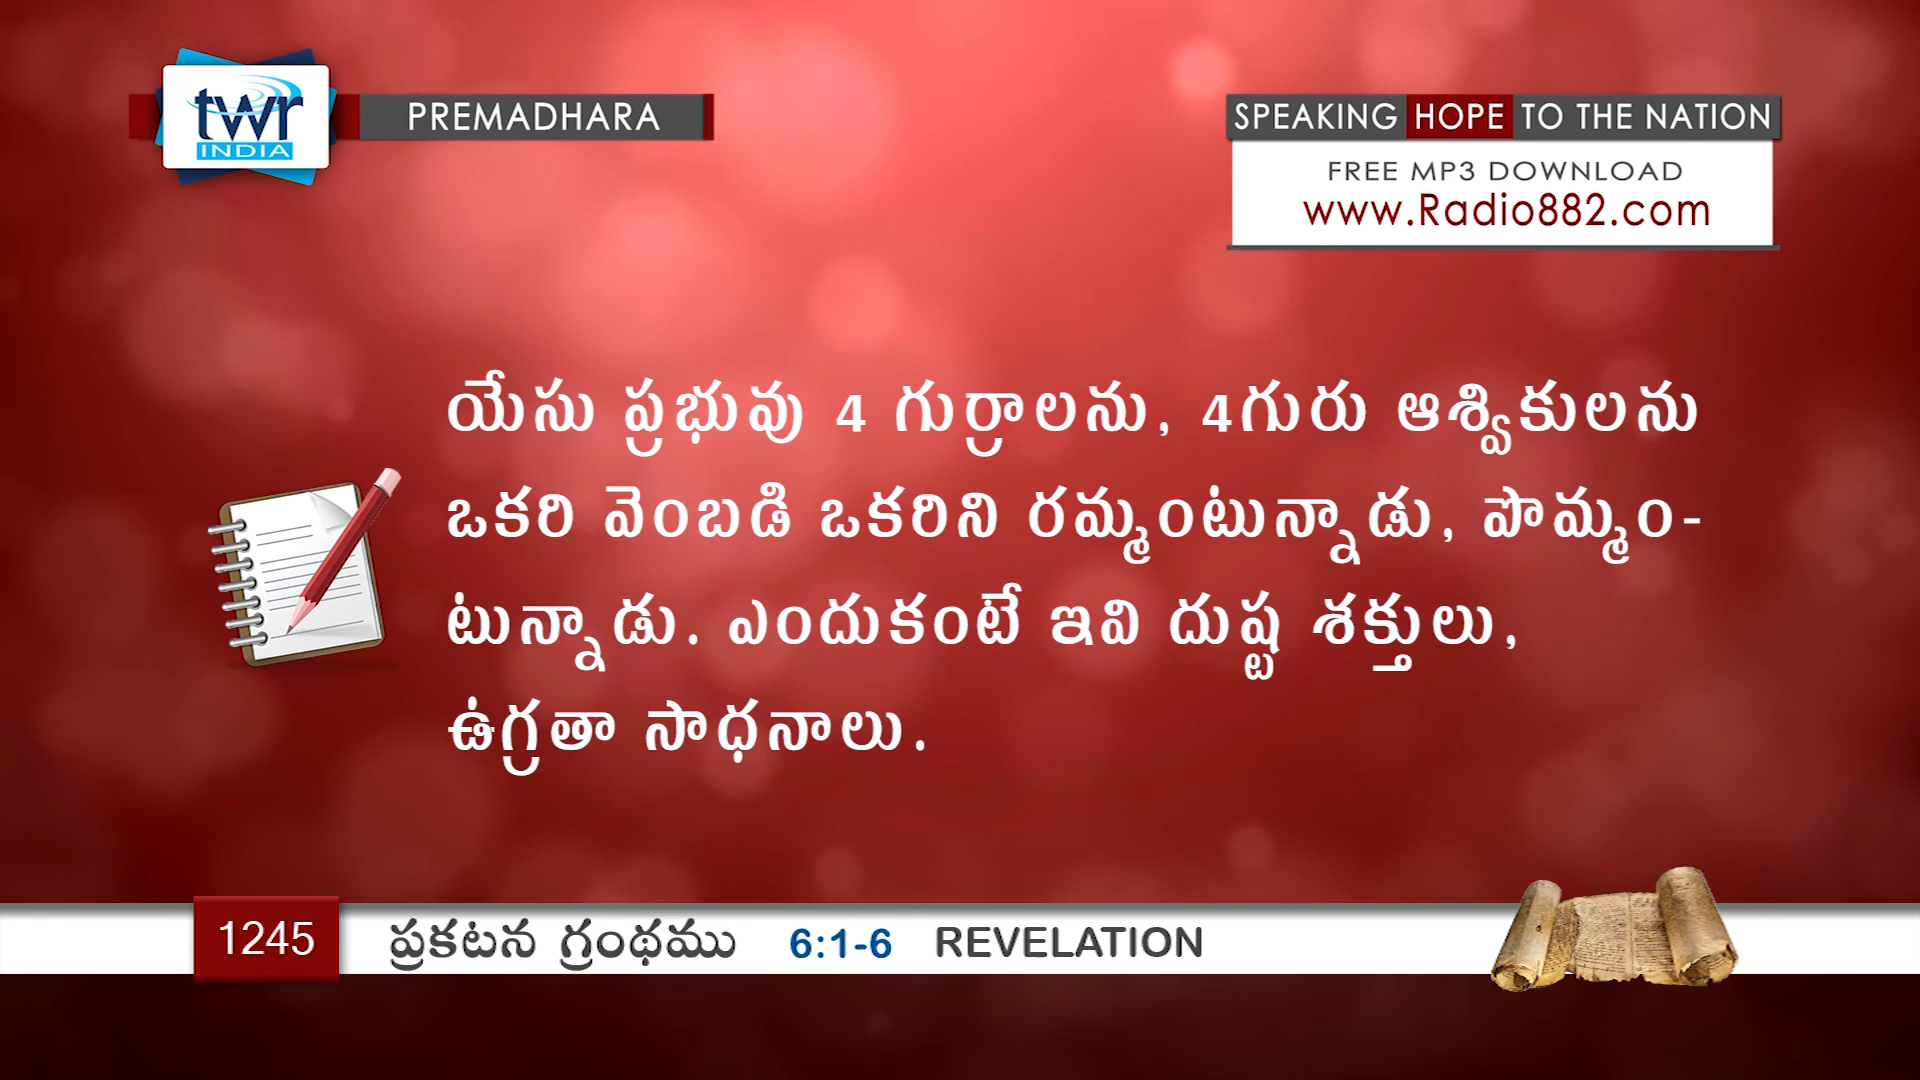 twr
INDIA
PREMADHARA
SPEAKING HOPE TO THE NATION
FREE MP3 DOWNLOAD
www.Radio882.com
యేసు ప్రభువు 4 గుర్రాలను, 4గురు ఆశ్వికులను
ఒకరి వెంబడి ఒకరిని రమ్మంటున్నాడు, పొమ్మం-
టున్నాడు. ఎందుకంటే ఇవి దుష్ట శక్తులు,
ఉగ్రతా సాధనాలు.
1245 ప్రకటన గ్రంథము 6:1-6 REVELATION